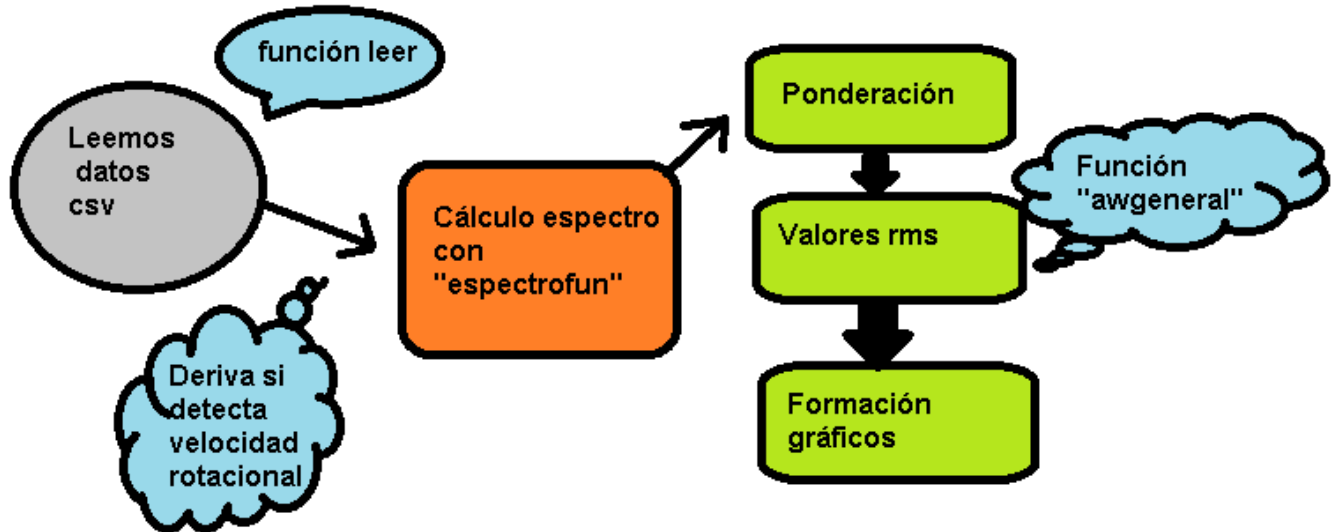 función leer
Leemos
datos
csv
Deriva si
detecta
velocidad
rotacional
Cálculo espectro
con
"espectrofun"
Ponderación
Valores rms
Función
"awgeneral"
Formación
gráficos